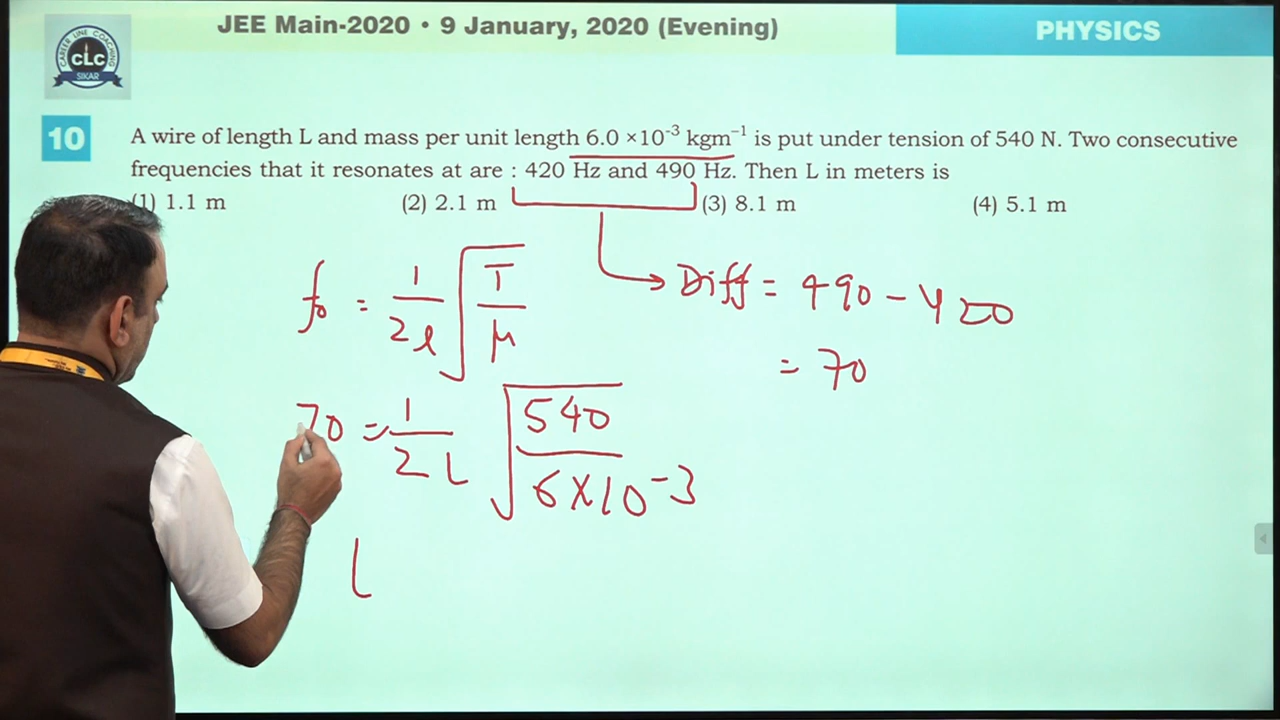 JEE Main-2020 • 9 January, 2020 (Evening)
PHYSICS
CAREER LINE COACHING
CLC
SIKAR
10
A wire of length L and mass per unit length 6.0 ×10⁻³ kgm⁻¹ is put under tension of 540 N. Two consecutive
frequencies that it resonates at are : 420 Hz and 490 Hz. Then L in meters is
(1) 1.1 m (2) 2.1 m (3) 8.1 m (4) 5.1 m
f₀ = 1/2l √T/μ
Diff = 490 - 420
= 70
70 = 1/2L √540/6×10⁻³
L